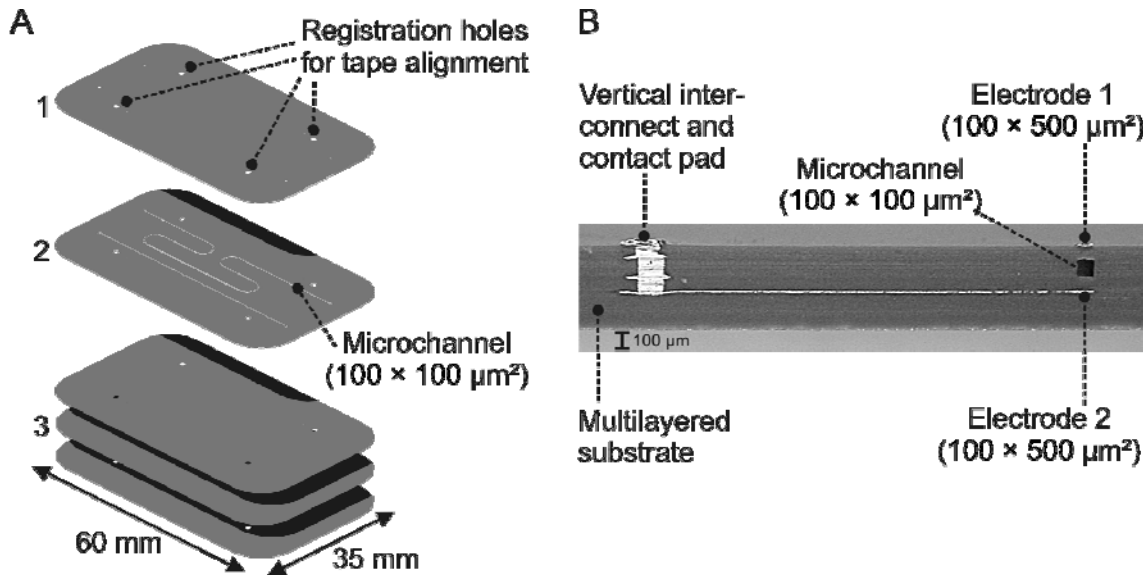 A
Registration holes
for tape alignment
1
2
Microchannel
(100 × 100 µm²)
3
60 mm
35 mm
B
Vertical inter-
connect and
contact pad
Electrode 1
(100 × 500 µm²)
Microchannel
(100 × 100 µm²)
100 µm
Multilayered
substrate
Electrode 2
(100 × 500 µm²)